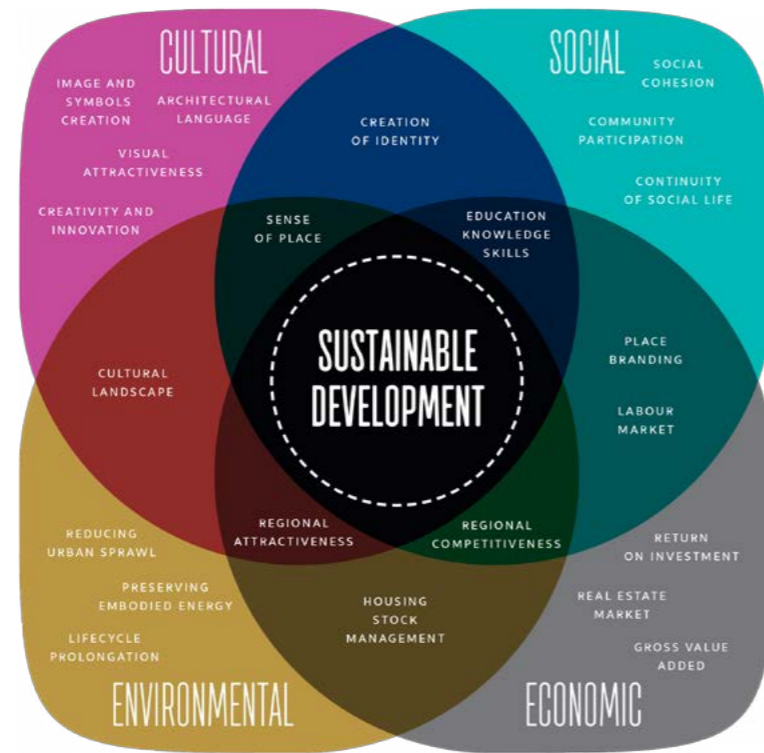 CULTURAL
IMAGE AND
SYMBOLS
CREATION
ARCHITECTURAL
LANGUAGE
VISUAL
ATTRACTIVENESS
CREATIVITY AND
INNOVATION
SOCIAL
SOCIAL
COHESION
COMMUNITY
PARTICIPATION
CONTINUITY
OF SOCIAL LIFE
CREATION
OF IDENTITY
SENSE
OF PLACE
EDUCATION
KNOWLEDGE
SKILLS
SUSTAINABLE
DEVELOPMENT
CULTURAL
LANDSCAPE
PLACE
BRANDING
LABOUR
MARKET
REGIONAL
ATTRACTIVENESS
REGIONAL
COMPETITIVENESS
REDUCING
URBAN SPRAWL
PRESERVING
EMBODIED ENERGY
LIFECYCLE
PROLONGATION
ENVIRONMENTAL
HOUSING
STOCK
MANAGEMENT
RETURN
ON INVESTMENT
REAL ESTATE
MARKET
GROSS VALUE
ADDED
ECONOMIC